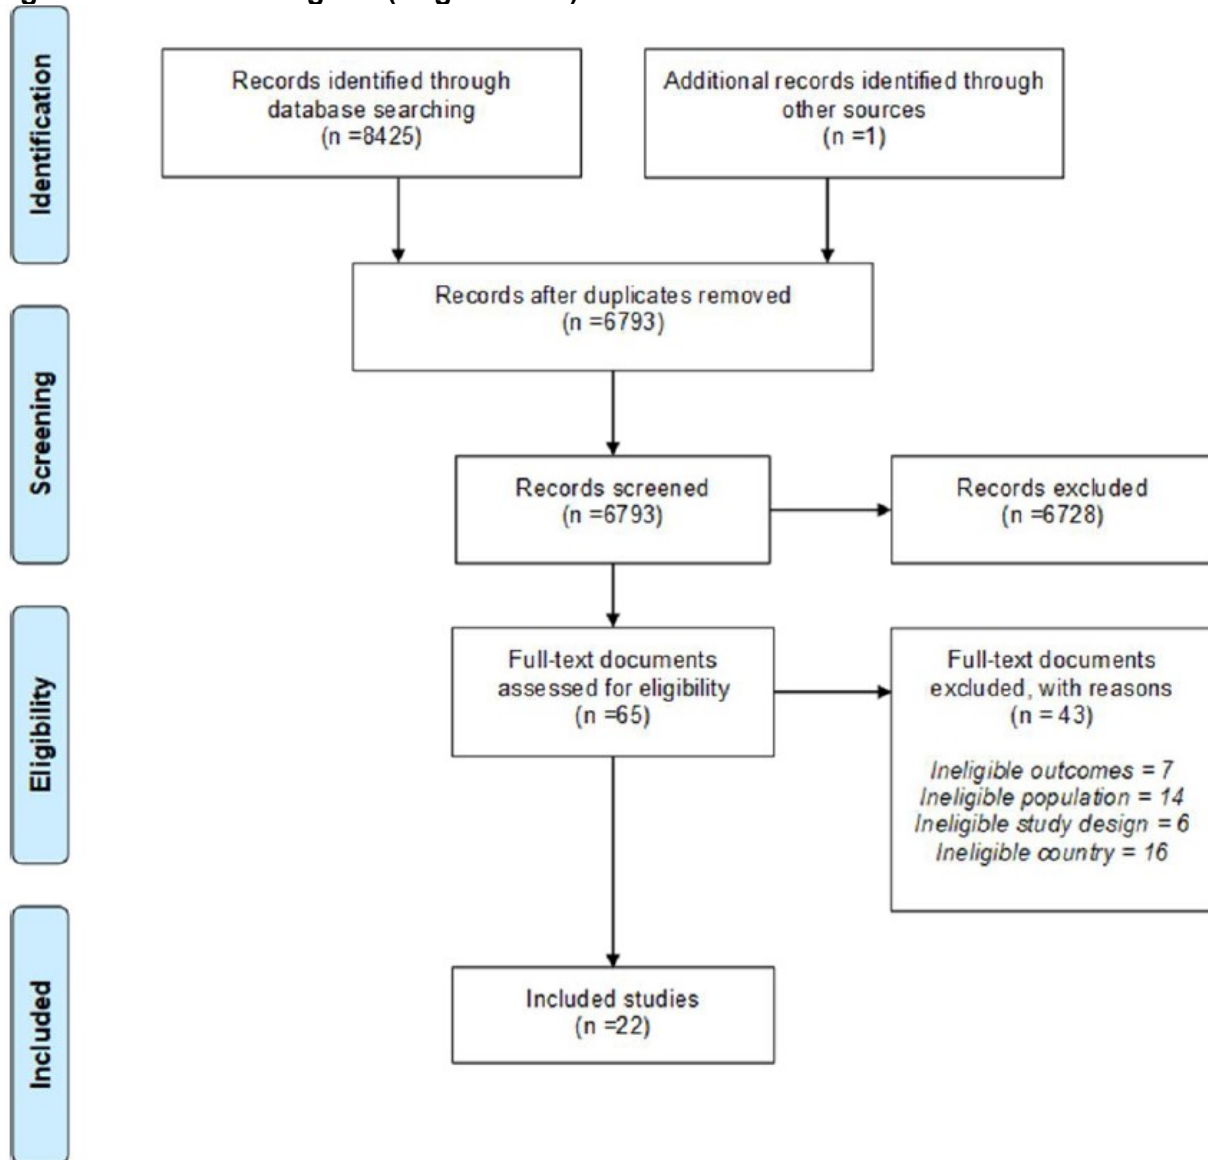 Identification
Records identified through
database searching
(n =8425)
Additional records identified through
other sources
(n =1)
Records after duplicates removed
(n =6793)
Screening
Records screened
(n =6793)
Records excluded
(n =6728)
Eligibility
Full-text documents
assessed for eligibility
(n =65)
Full-text documents
excluded, with reasons
(n = 43)
Ineligible outcomes = 7
Ineligible population = 14
Ineligible study design = 6
Ineligible country = 16
Included
Included studies
(n =22)